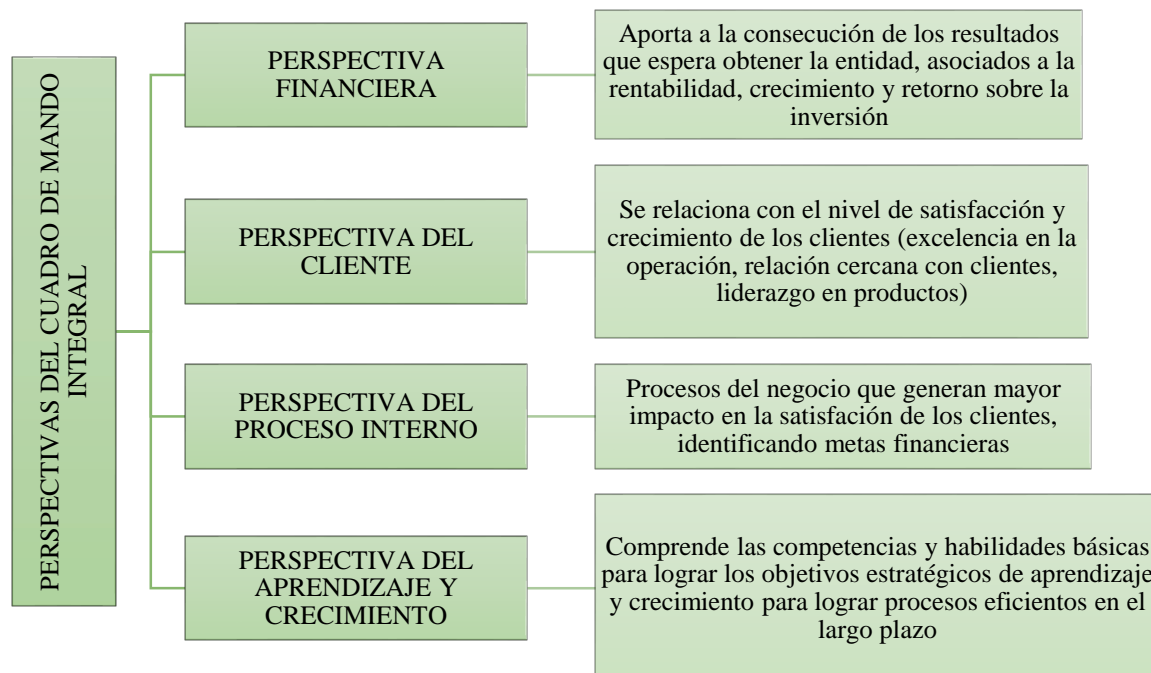 PERSPECTIVAS DEL CUADRO DE MANDO
INTEGRAL
PERSPECTIVA
FINANCIERA
Aporta a la consecución de los resultados
que espera obtener la entidad, asociados a la
rentabilidad, crecimiento y retorno sobre la
inversión
PERSPECTIVA DEL
CLIENTE
Se relaciona con el nivel de satisfacción y
crecimiento de los clientes (excelencia en la
operación, relación cercana con clientes,
liderazgo en productos)
PERSPECTIVA DEL
PROCESO INTERNO
Procesos del negocio que generan mayor
impacto en la satisfación de los clientes,
identificando metas financieras
PERSPECTIVA DEL
APRENDIZAJE Y
CRECIMIENTO
Comprende las competencias y habilidades básicas
para lograr los objetivos estratégicos de aprendizaje
y crecimiento para lograr procesos eficientos en el
largo plazo